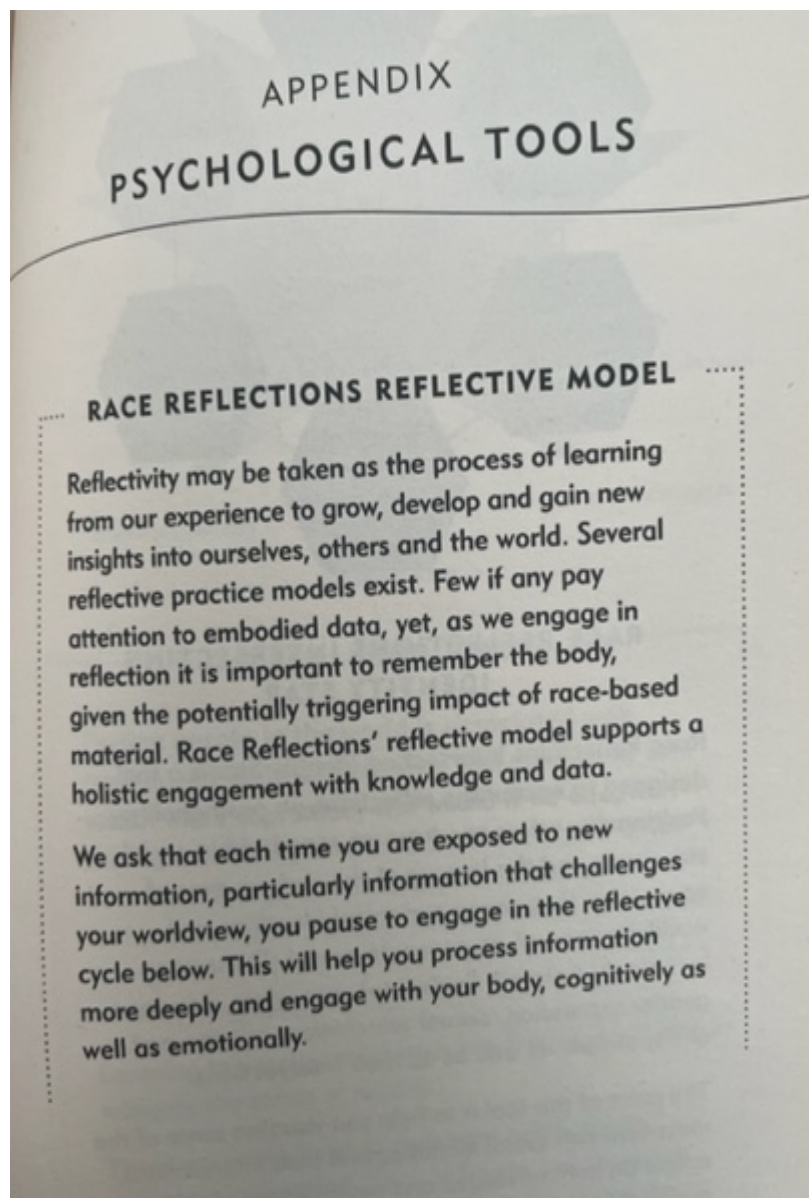 APPENDIX
PSYCHOLOGICAL TOOLS
RACE REFLECTIONS REFLECTIVE MODEL
Reflectivity may be taken as the process of learning
from our experience to grow, develop and gain new
insights into ourselves, others and the world. Several
reflective practice models exist. Few if any pay
attention to embodied data, yet, as we engage in
reflection it is important to remember the body,
given the potentially triggering impact of race-based
material. Race Reflections’ reflective model supports a
holistic engagement with knowledge and data.
We ask that each time you are exposed to new
information, particularly information that challenges
your worldview, you pause to engage in the reflective
cycle below. This will help you process information
more deeply and engage with your body, cognitively as
well as emotionally.